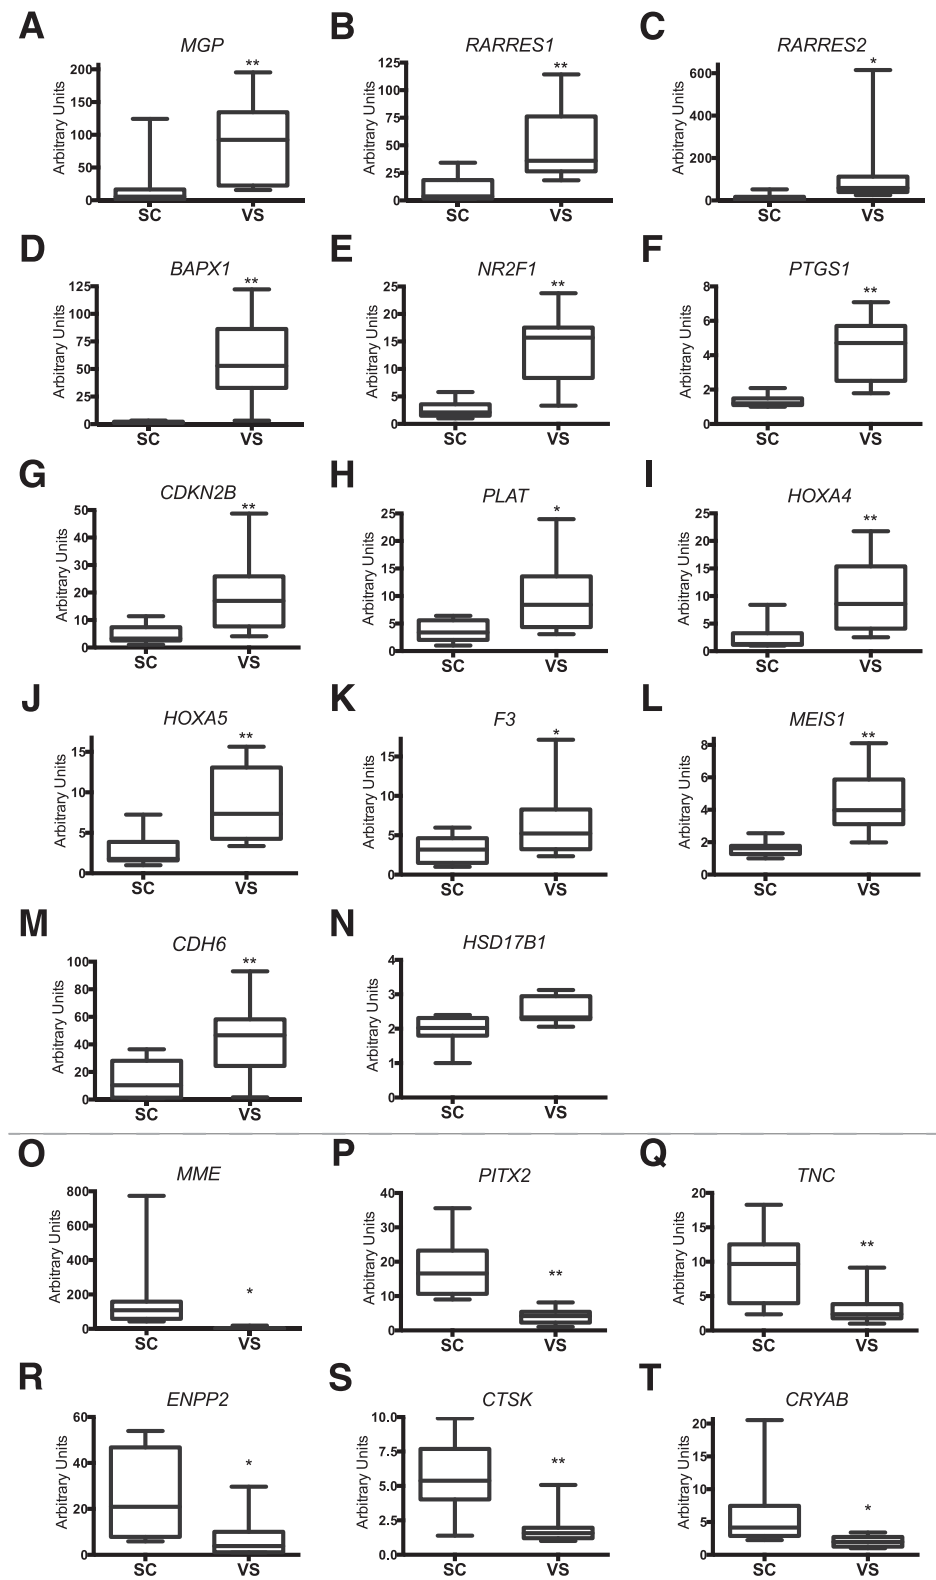 A
MGP
Arbitrary Units
200
150
100
50
0
**
SC VS
B
RARRES1
Arbitrary Units
125
100
75
50
25
0
**
SC VS
C
RARRES2
Arbitrary Units
600
400
200
0
*
SC VS
D
BAPX1
Arbitrary Units
125
100
75
50
25
0
**
SC VS
E
NR2F1
Arbitrary Units
25
20
15
10
5
0
**
SC VS
F
PTGS1
Arbitrary Units
8
6
4
2
0
**
SC VS
G
CDKN2B
Arbitrary Units
50
40
30
20
10
0
**
SC VS
H
PLAT
Arbitrary Units
25
20
15
10
5
0
*
SC VS
I
HOXA4
Arbitrary Units
25
20
15
10
5
0
**
SC VS
J
HOXA5
Arbitrary Units
15
10
5
0
**
SC VS
K
F3
Arbitrary Units
15
10
5
0
*
SC VS
L
MEIS1
Arbitrary Units
8
6
4
2
0
**
SC VS
M
CDH6
Arbitrary Units
100
80
60
40
20
0
**
SC VS
N
HSD17B1
Arbitrary Units
4
3
2
1
0
SC VS
O
MME
Arbitrary Units
800
600
400
200
0
*
SC VS
P
PITX2
Arbitrary Units
40
30
20
10
0
**
SC VS
Q
TNC
Arbitrary Units
20
15
10
5
0
**
SC VS
R
ENPP2
Arbitrary Units
60
40
20
0
*
SC VS
S
CTSK
Arbitrary Units
10.0
7.5
5.0
2.5
0.0
**
SC VS
T
CRYAB
Arbitrary Units
20
15
10
5
0
*
SC VS